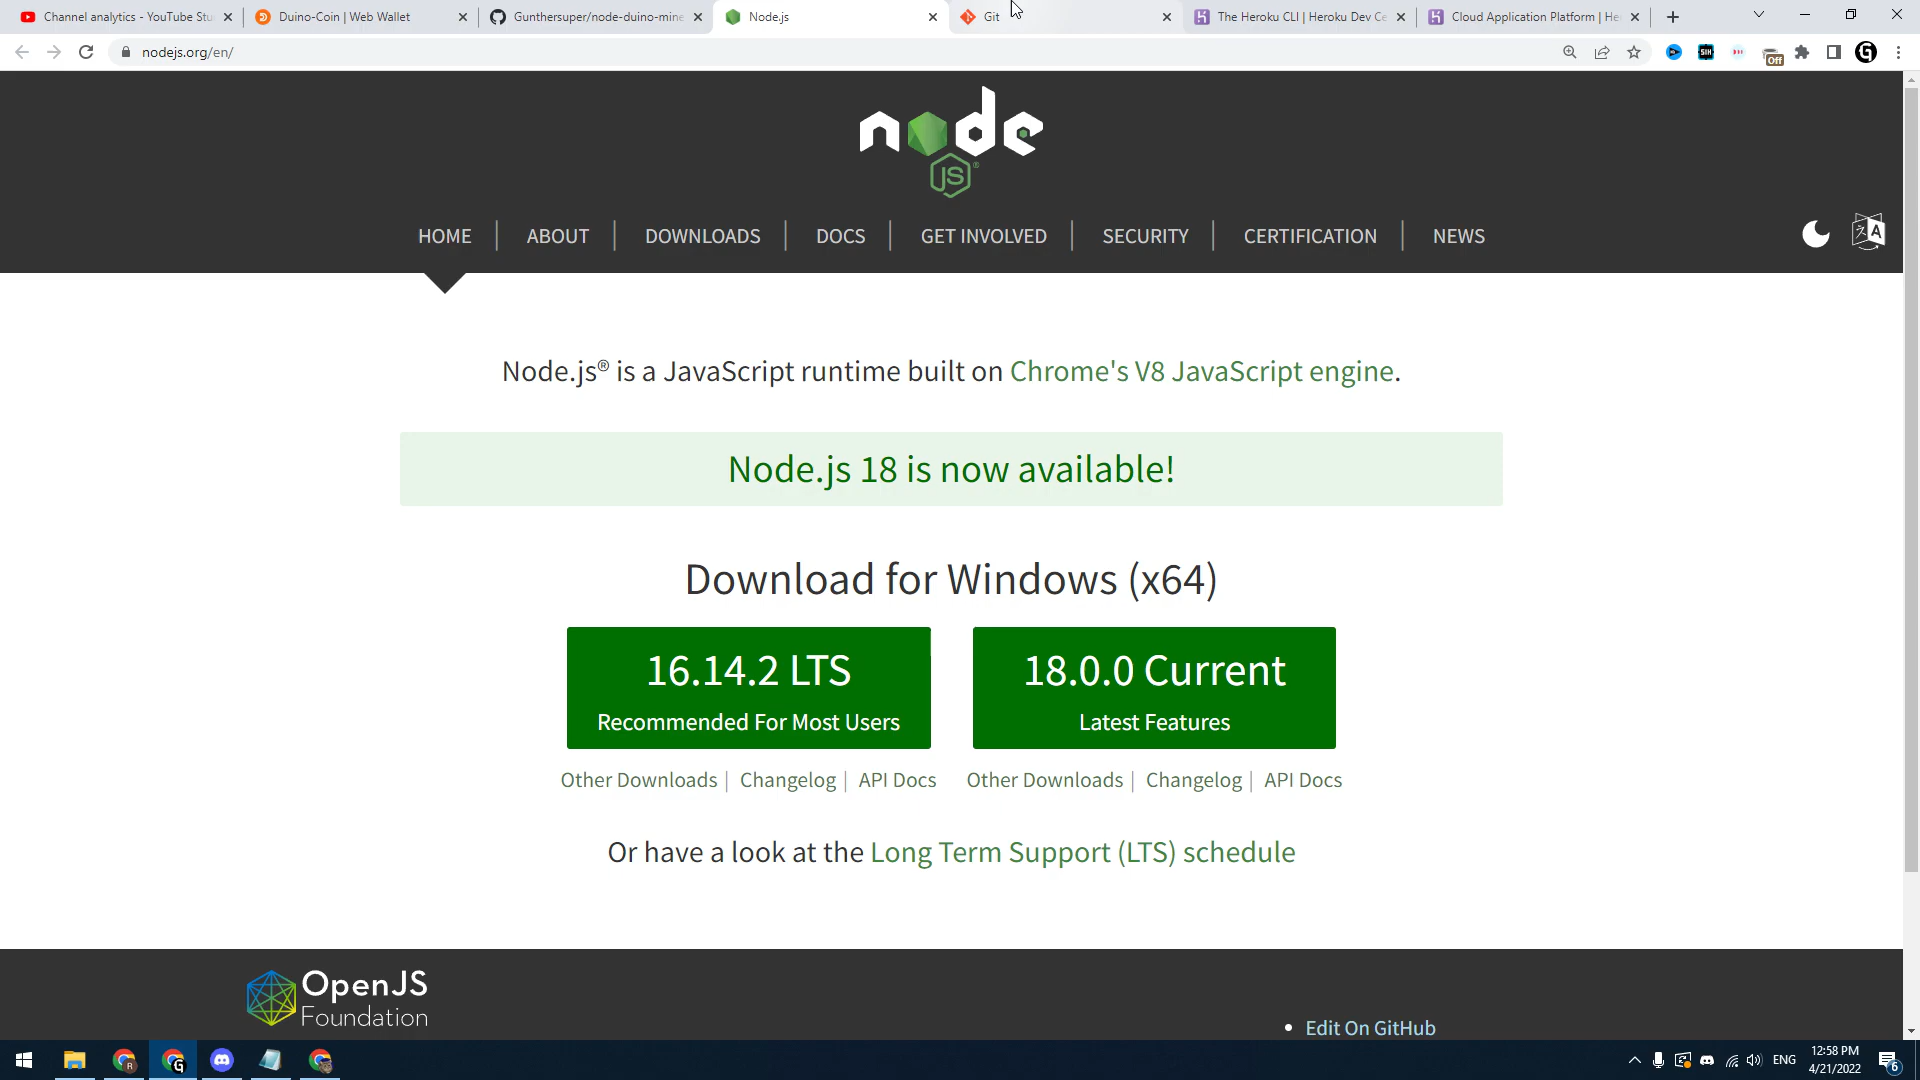 Channel analytics - YouTube Stu
Duino-Coin | Web Wallet
Gunthersuper/node-duino-mine
Node.js
Git
The Heroku CLI | Heroku Dev Ce
Cloud Application Platform | He
nodejs.org/en/
SIH
Off
G
node
JS
HOME
ABOUT
DOWNLOADS
DOCS
GET INVOLVED
SECURITY
CERTIFICATION
NEWS
A
Node.js® is a JavaScript runtime built on Chrome's V8 JavaScript engine.
Node.js 18 is now available!
Download for Windows (x64)
16.14.2 LTS
Recommended For Most Users
18.0.0 Current
Latest Features
Other Downloads | Changelog | API Docs
Other Downloads | Changelog | API Docs
Or have a look at the Long Term Support (LTS) schedule
OpenJS
Foundation
Edit On GitHub
R
G
ENG
12:58 PM
4/21/2022
6